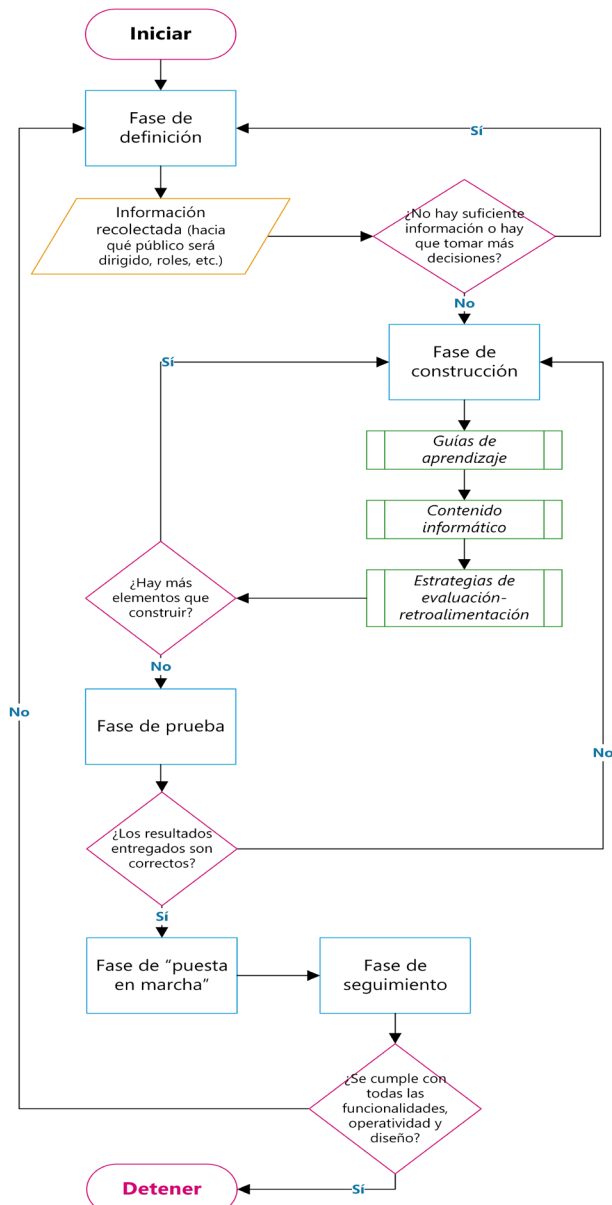 Iniciar
Fase de
definición
Sí
Información
recolectada (hacia
qué público será
dirigido, roles, etc.)
¿No hay suficiente
información o hay
que tomar más
decisiones?
No
Sí
Fase de
construcción
Guías de
aprendizaje
Contenido
informático
Estrategias de
evaluación-
retroalimentación
¿Hay más
elementos que
construir?
No
Fase de prueba
No
No
¿Los resultados
entregados son
correctos?
Sí
Fase de “puesta
en marcha”
Fase de
seguimiento
¿Se cumple con
todas las
funcionalidades,
operatividad y
diseño?
Sí
Detener